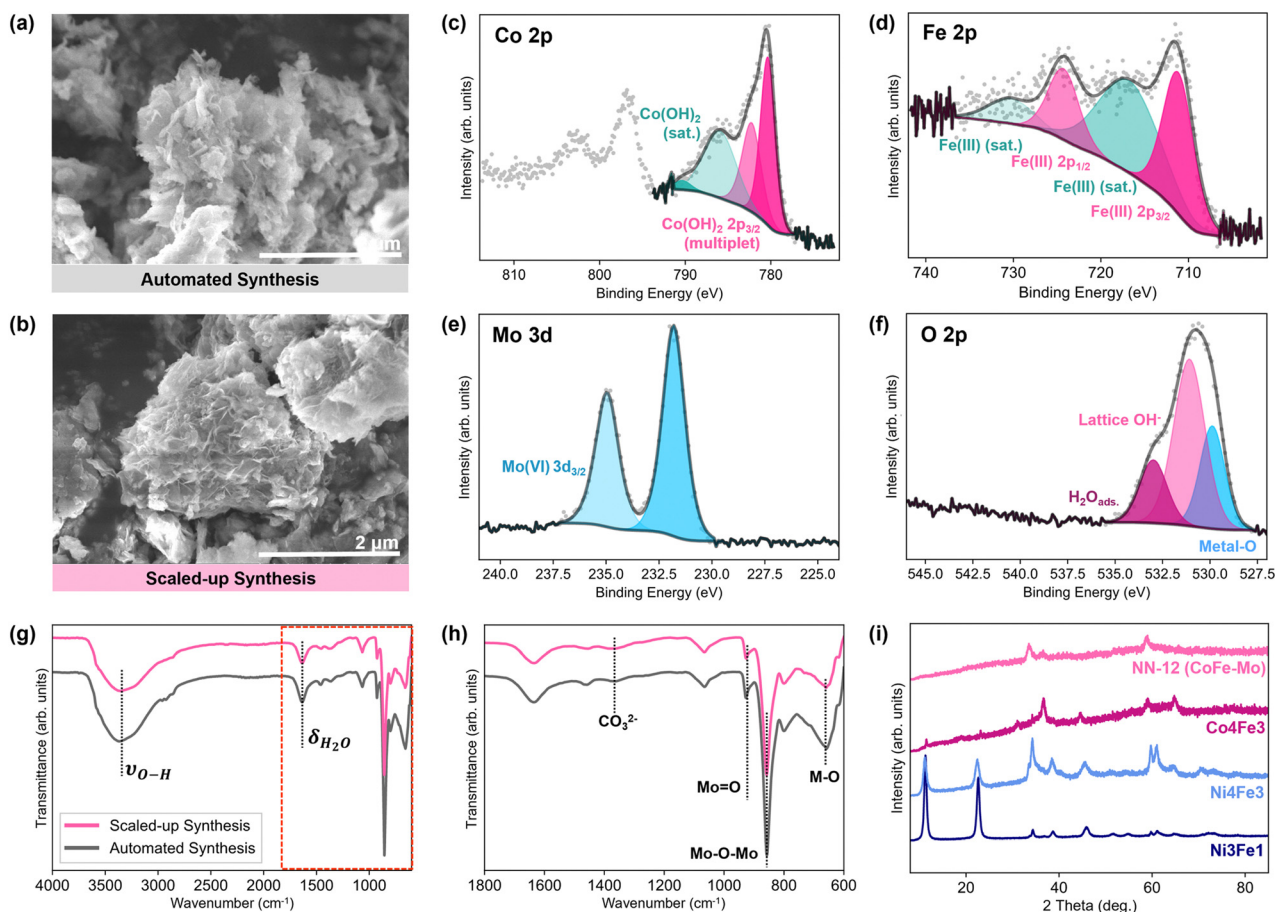 (a)
μm
Automated Synthesis
(b)
2 μm
Scaled-up Synthesis
(c)
Co 2p
Intensity (arb. units)
Co(OH)2
(sat.)
Co(OH)2 2p3/2
(multiplet)
810
800
790
780
Binding Energy (eV)
(d)
Fe 2p
Intensity (arb. units)
Fe(III) (sat.)
Fe(III) 2p1/2
Fe(III) (sat.)
Fe(III) 2p3/2
740
730
720
710
Binding Energy (eV)
(e)
Mo 3d
Intensity (arb. units)
Mo(VI) 3d3/2
240.0
237.5
235.0
232.5
230.0
227.5
225.0
Binding Energy (eV)
(f)
O 2p
Intensity (arb. units)
Lattice OH-
H2Oads.
Metal-O
545.0
542.5
540.0
537.5
535.0
532.5
530.0
527.5
Binding Energy (eV)
(g)
Transmittance (arb. units)
υO−H
δH2O
Scaled-up Synthesis
Automated Synthesis
4000
3500
3000
2500
2000
1500
1000
Wavenumber (cm-1)
(h)
Transmittance (arb. units)
CO32-
Mo=O
Mo-O-Mo
M-O
1800
1600
1400
1200
1000
800
600
Wavenumber (cm-1)
(i)
Intensity (arb. units)
NN-12 (CoFe-Mo)
Co4Fe3
Ni4Fe3
Ni3Fe1
20
40
60
80
2 Theta (deg.)